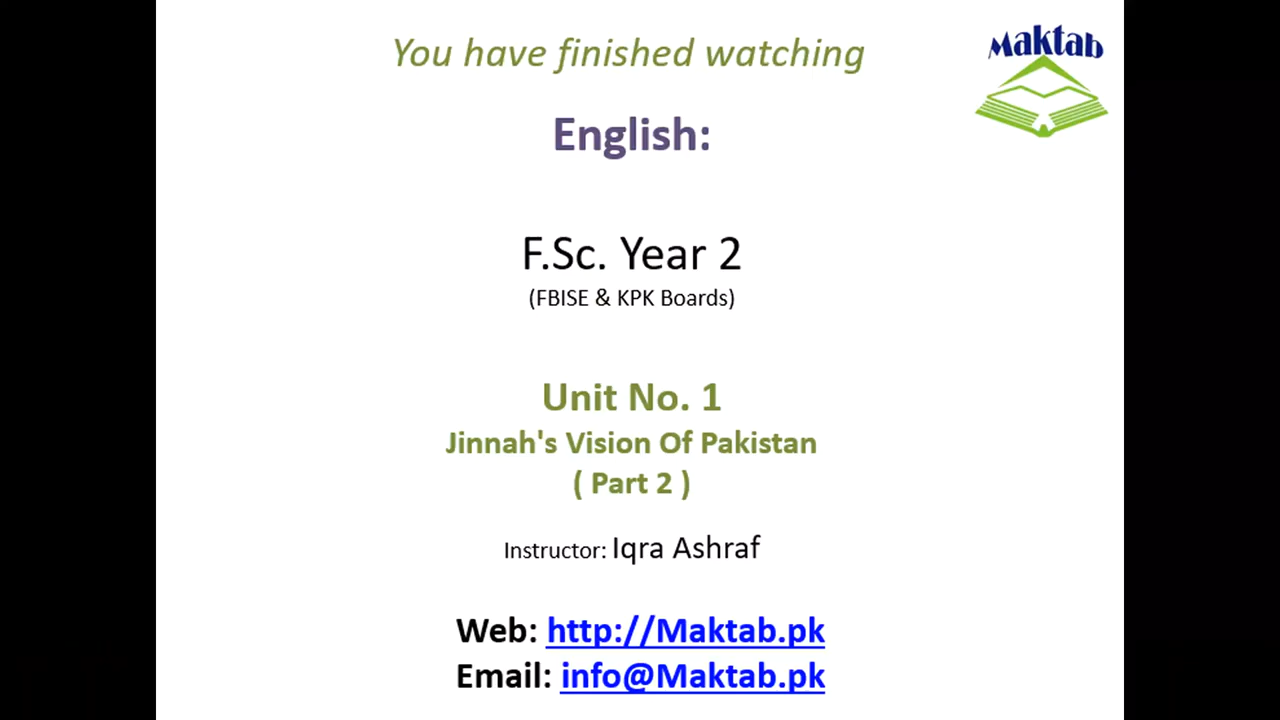 You have finished watching
Maktab
English:
F.Sc. Year 2
(FBISE & KPK Boards)
Unit No. 1
Jinnah's Vision Of Pakistan
( Part 2 )
Instructor: Iqra Ashraf
Web: http://Maktab.pk
Email: info@Maktab.pk